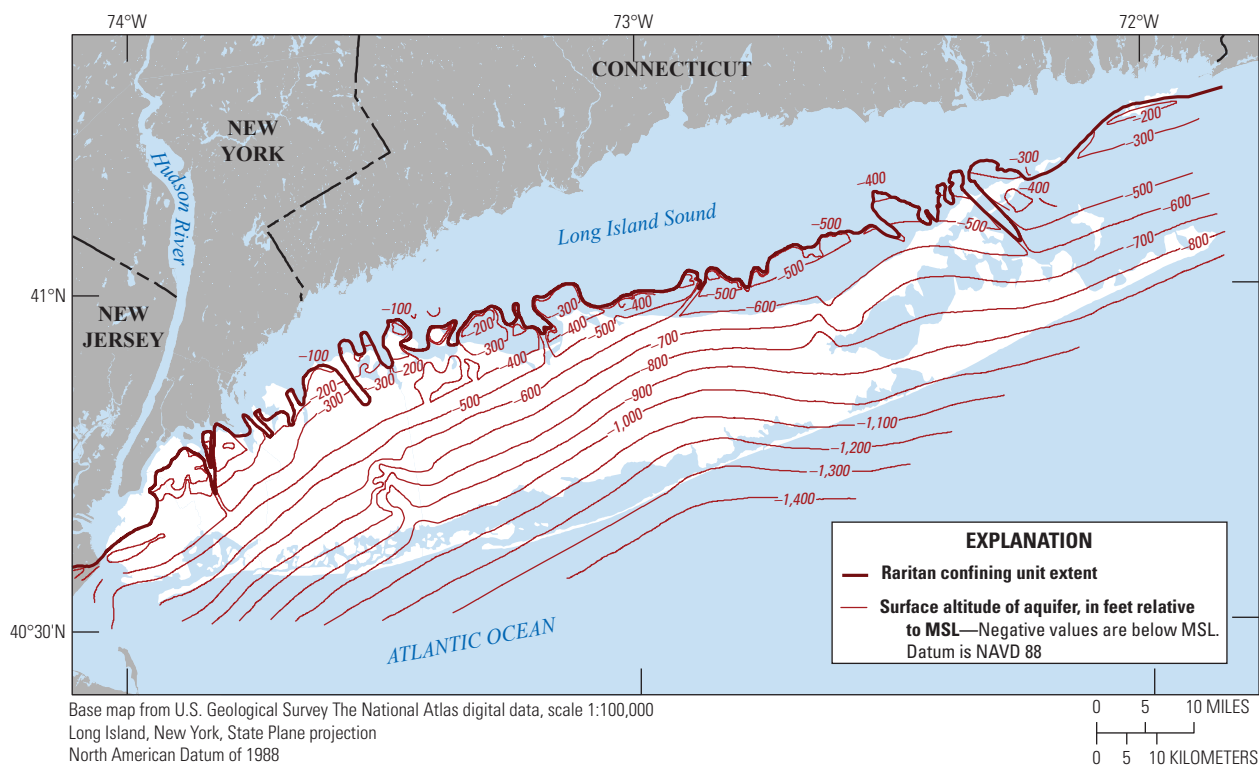 74°W
73°W
72°W
CONNECTICUT
NEW
YORK
Hudson River
Long Island Sound
NEW
JERSEY
41°N
40°30'N
ATLANTIC OCEAN
–200
–300
–300
–400
–400
–500
–500
–600
–700
–800
–500
–500
–500
–600
–400
–300
–400
–500
–100
–200
–300
–400
–100
–200
–300
–200
–300
–500
–600
–700
–800
–900
–1,000
–1,100
–1,200
–1,300
–1,400
EXPLANATION
Raritan confining unit extent
Surface altitude of aquifer, in feet relative
to MSL—Negative values are below MSL.
Datum is NAVD 88
Base map from U.S. Geological Survey The National Atlas digital data, scale 1:100,000
Long Island, New York, State Plane projection
North American Datum of 1988
0 5 10 MILES
0 5 10 KILOMETERS